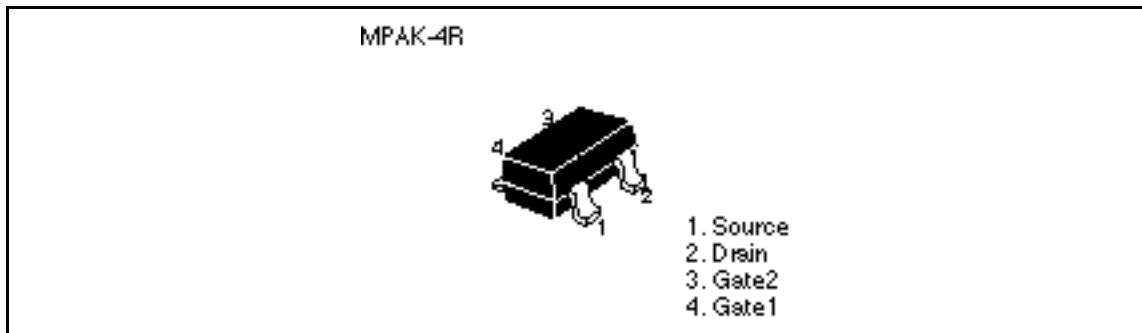 MPAK-4R
3
4
2
1
1. Source
2. Drain
3. Gate2
4. Gate1